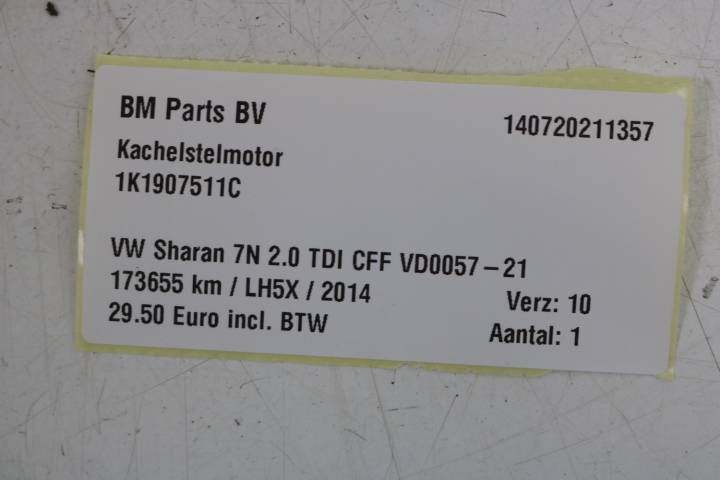 BM Parts BV
140720211357
Kachelstelmotor
1K1907511C
VW Sharan 7N 2.0 TDI CFF VD0057-21
173655 km / LH5X / 2014
Verz: 10
29.50 Euro incl. BTW
Aantal: 1